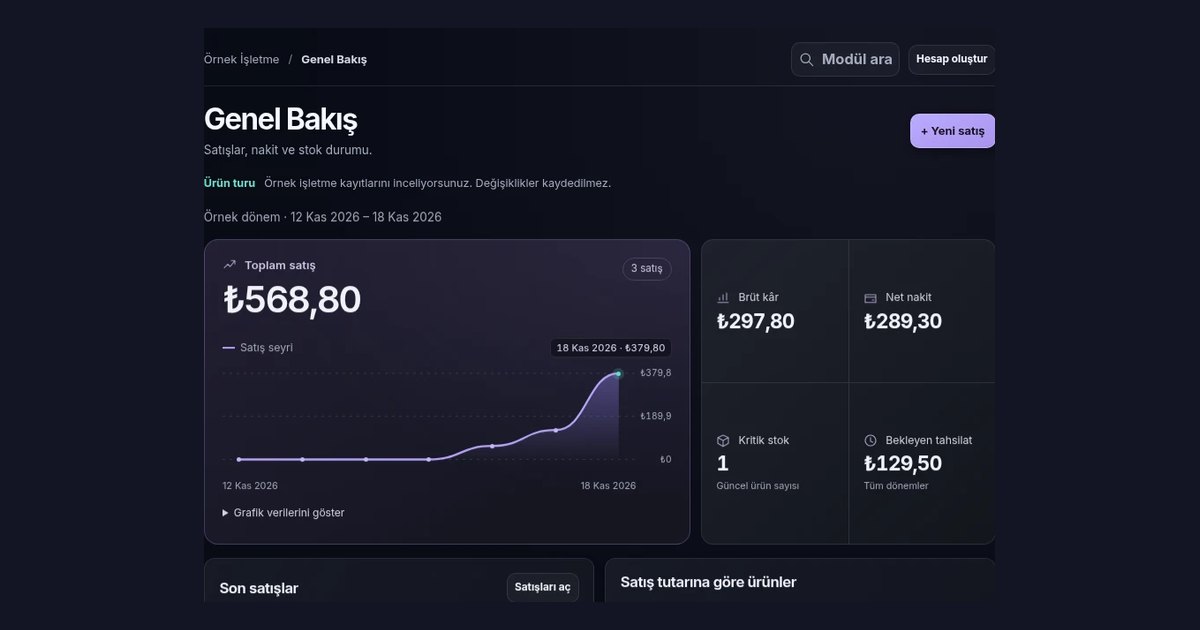 Örnek İşletme / Genel Bakış
Modül ara
Hesap oluştur
Genel Bakış
Satışlar, nakit ve stok durumu.
+ Yeni satış
Ürün turu Örnek işletme kayıtlarını inceliyorsunuz. Değişiklikler kaydedilmez.
Örnek dönem · 12 Kas 2026 – 18 Kas 2026
Toplam satış
3 satış
₺568,80
Satış seyri
18 Kas 2026 · ₺379,80
₺379,8
₺189,9
₺0
12 Kas 2026
18 Kas 2026
Grafik verilerini göster
Brüt kâr
₺297,80
Net nakit
₺289,30
Kritik stok
1
Güncel ürün sayısı
Bekleyen tahsilat
₺129,50
Tüm dönemler
Son satışlar
Satışları aç
Satış tutarına göre ürünler